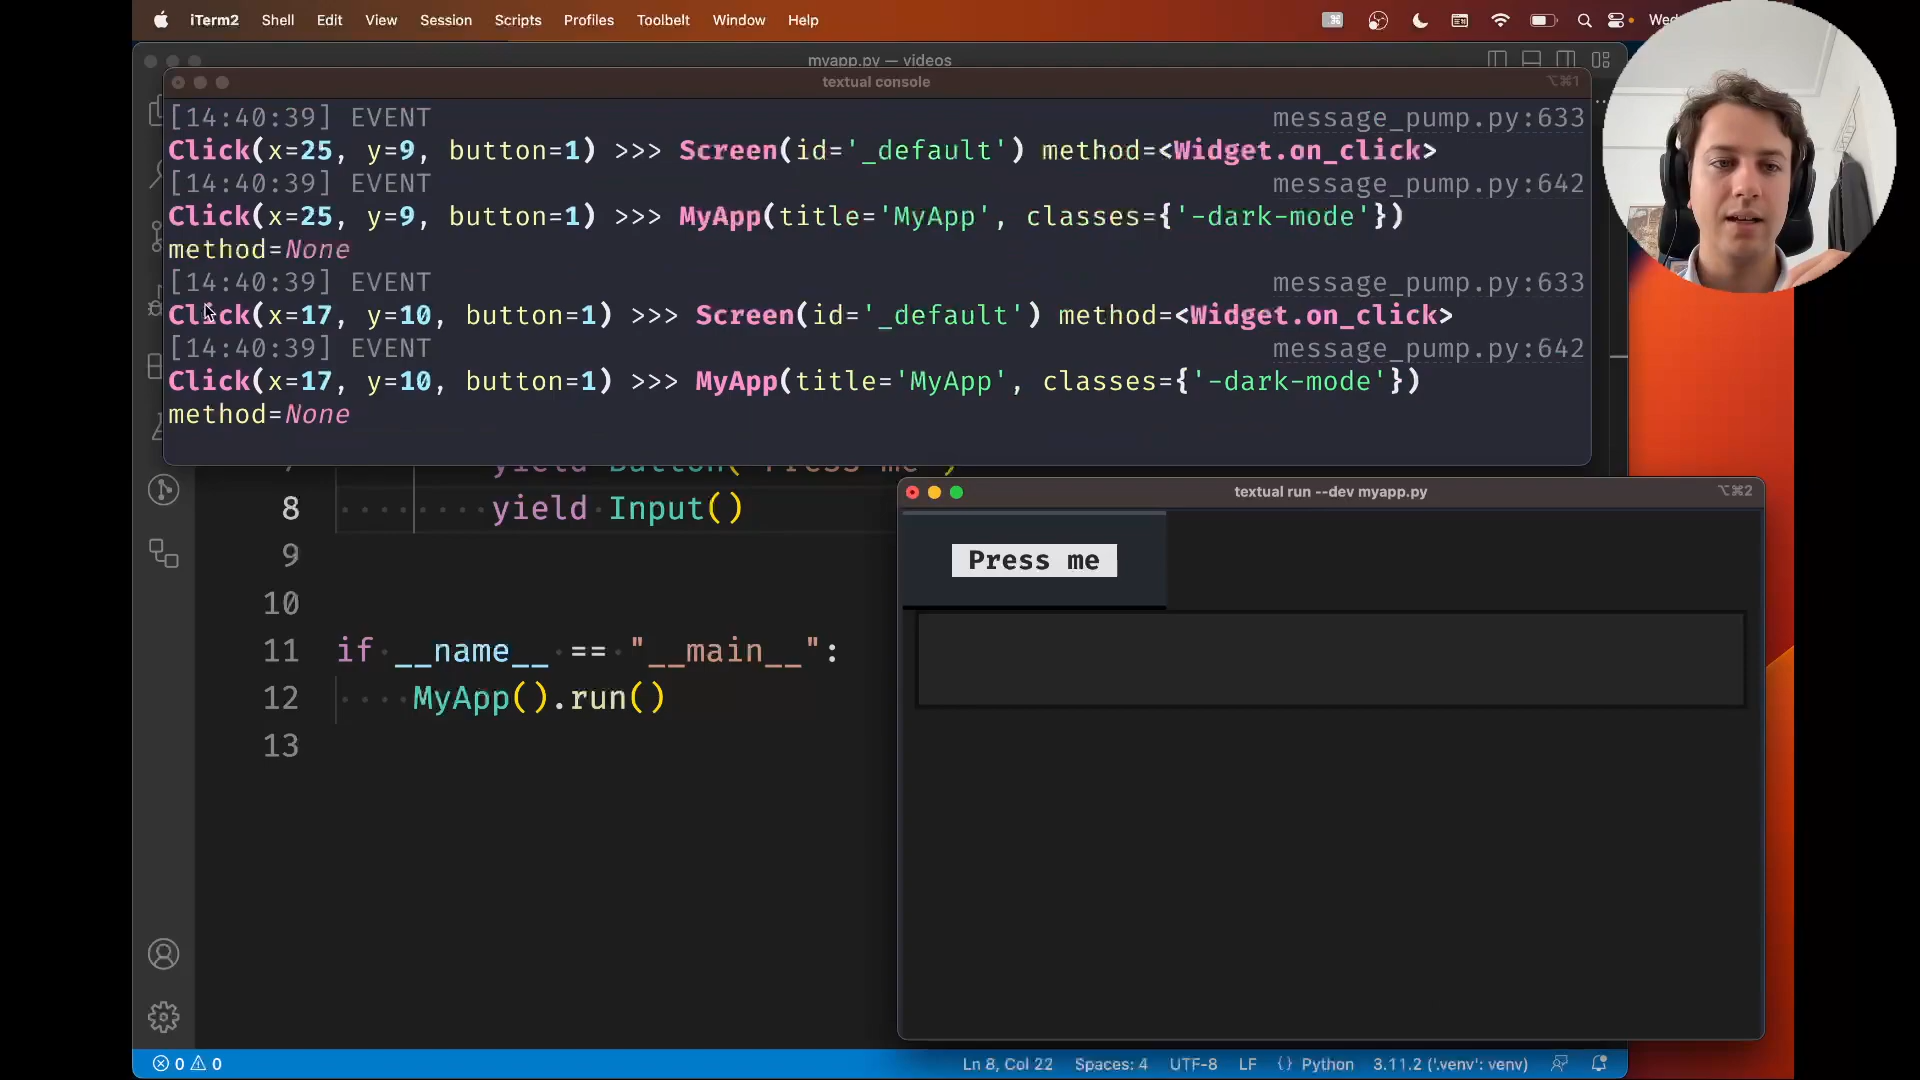 iTerm2 Shell Edit View Session Scripts Profiles Toolbelt Window Help
myapp.py — videos
textual console
⌥⌘1
[14:40:39] EVENT message_pump.py:633
Click(x=25, y=9, button=1) >>> Screen(id='_default') method=<Widget.on_click>
[14:40:39] EVENT message_pump.py:642
Click(x=25, y=9, button=1) >>> MyApp(title='MyApp', classes={'-dark-mode'})
method=None
[14:40:39] EVENT message_pump.py:633
Click(x=17, y=10, button=1) >>> Screen(id='_default') method=<Widget.on_click>
[14:40:39] EVENT message_pump.py:642
Click(x=17, y=10, button=1) >>> MyApp(title='MyApp', classes={'-dark-mode'})
method=None
yield Button("Press me")
8 yield Input()
9
10
11 if __name__ == "__main__":
12 MyApp().run()
13
textual run --dev myapp.py
⌥⌘2
Press me
0 0 Ln 8, Col 22 Spaces: 4 UTF-8 LF {} Python 3.11.2 ('.venv': venv)